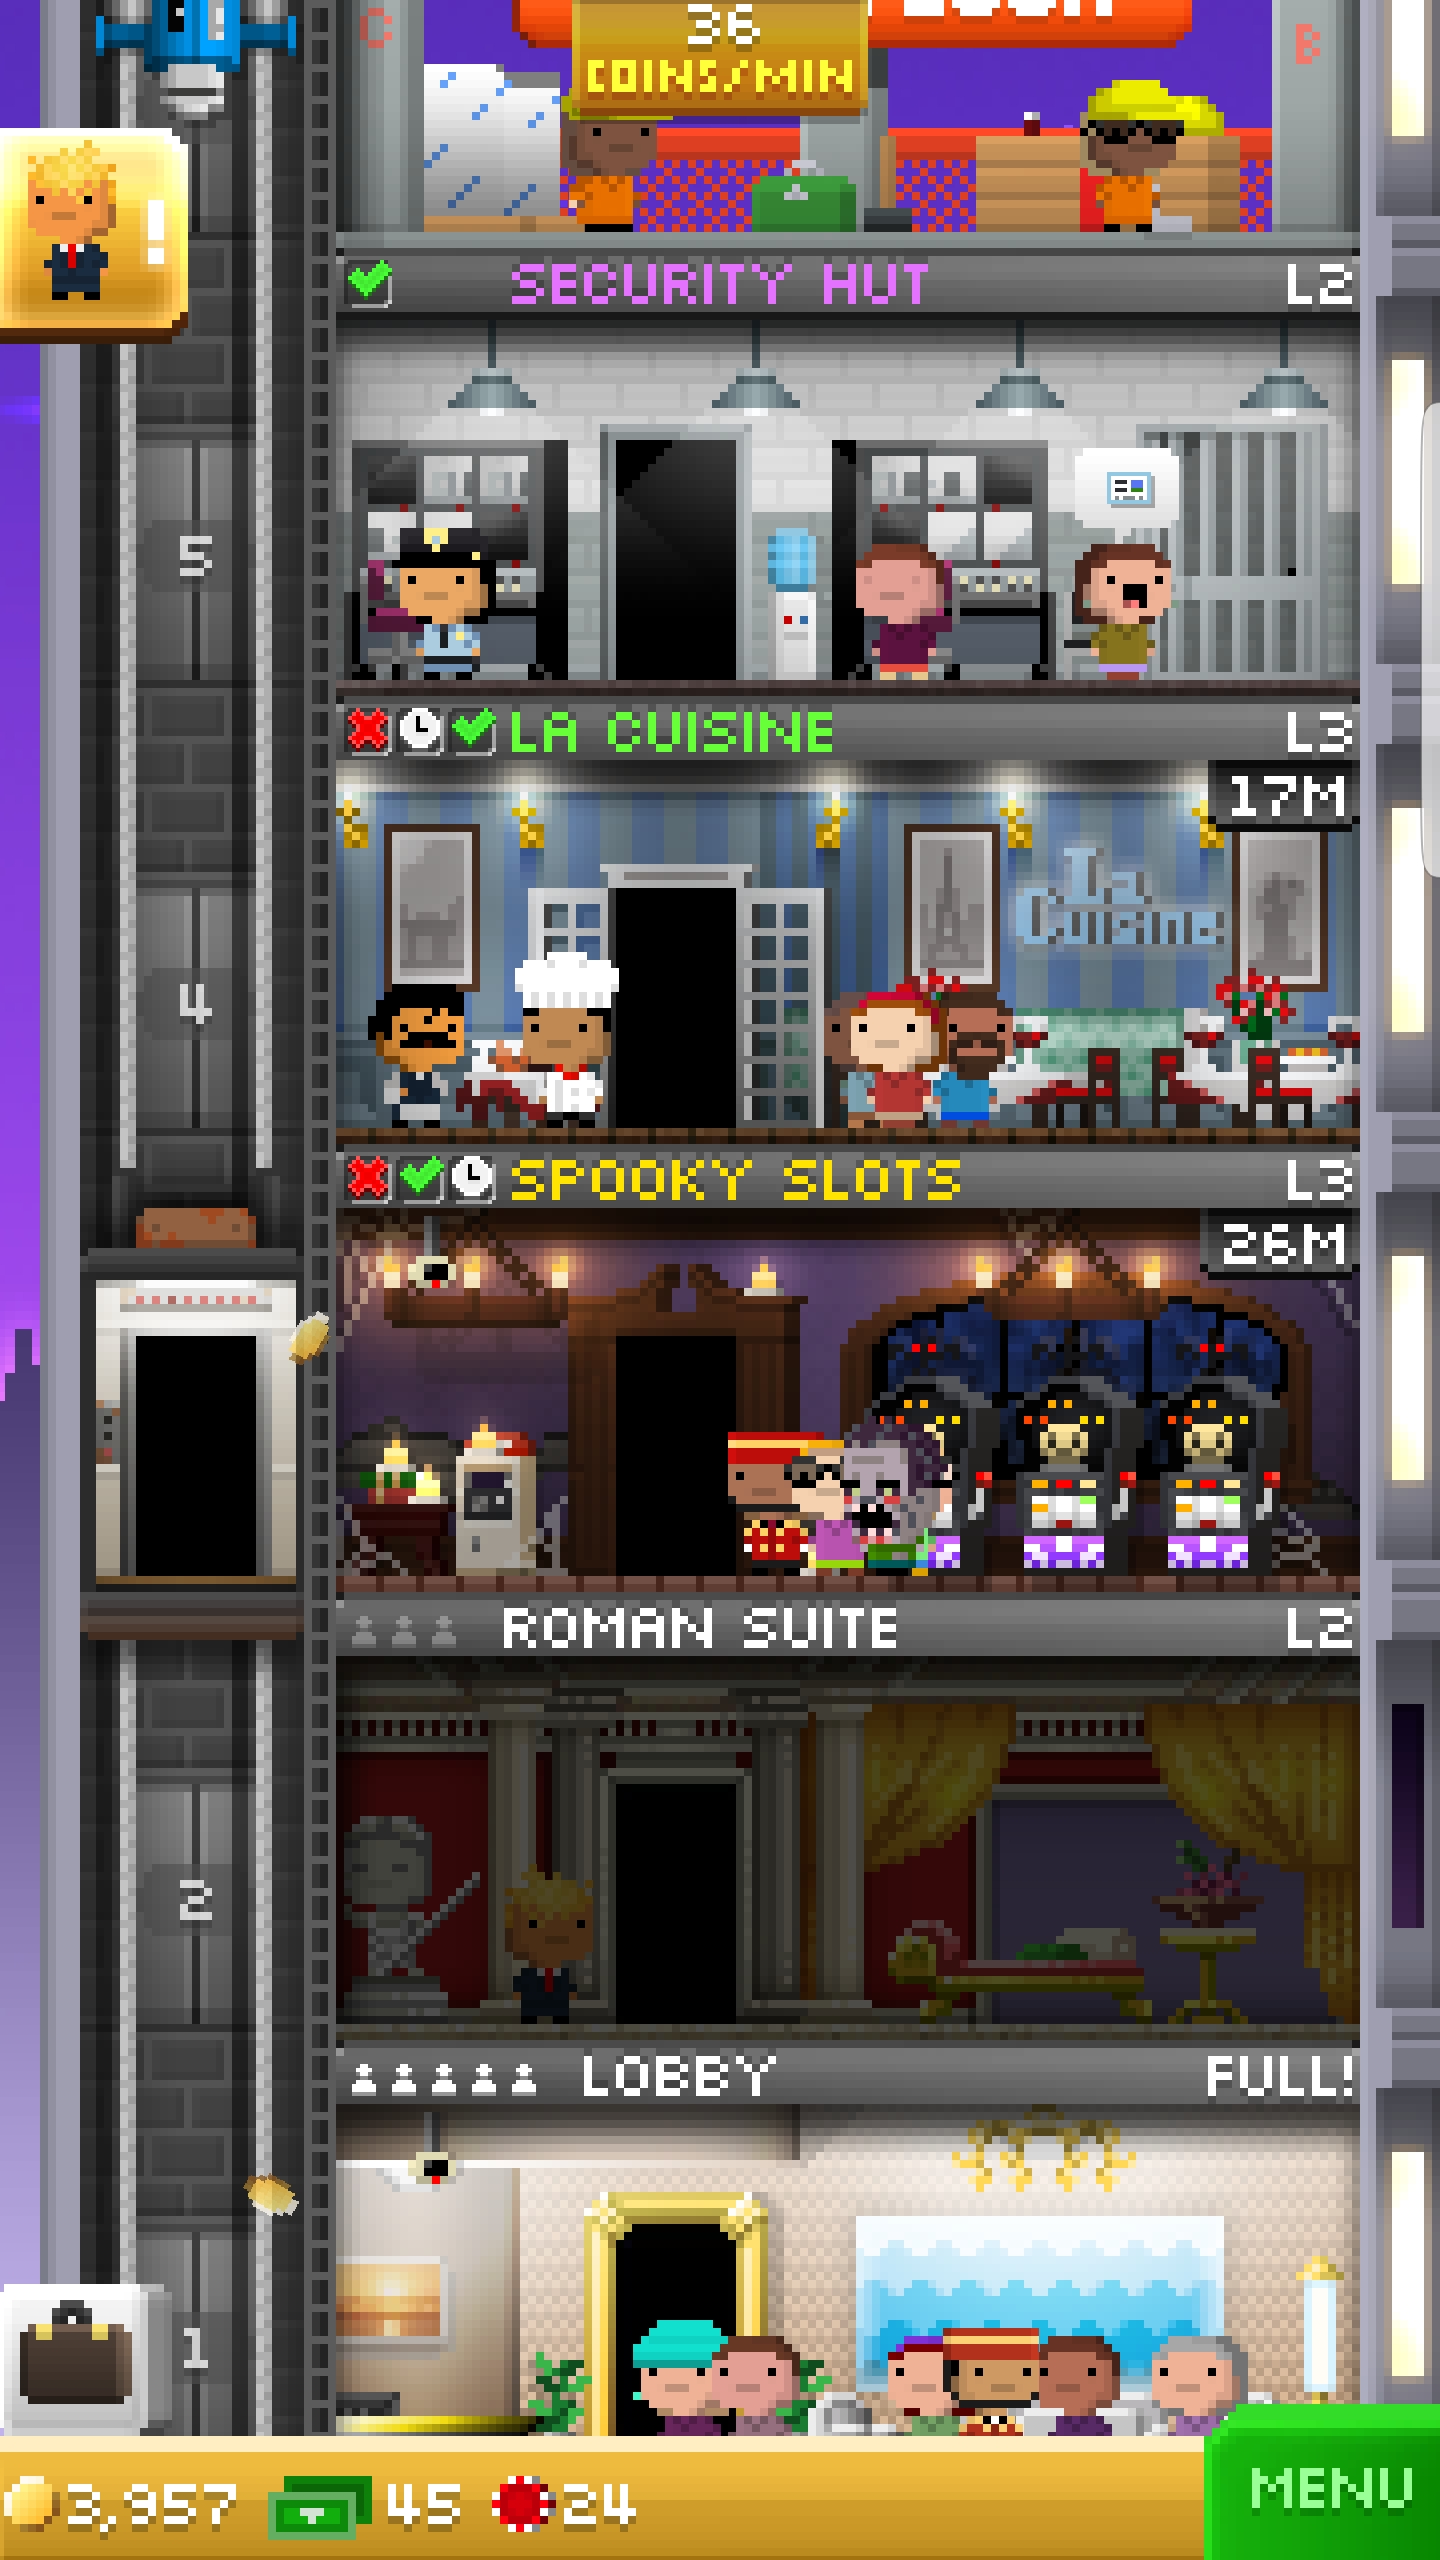 C
36
COINS/MIN
B
SECURITY HUT L2
5
LA CUISINE L3
17M
La
Cuisine
4
SPOOKY SLOTS L3
26M
ROMAN SUITE L2
2
LOBBY FULL!
1
3,957 45 24
MENU